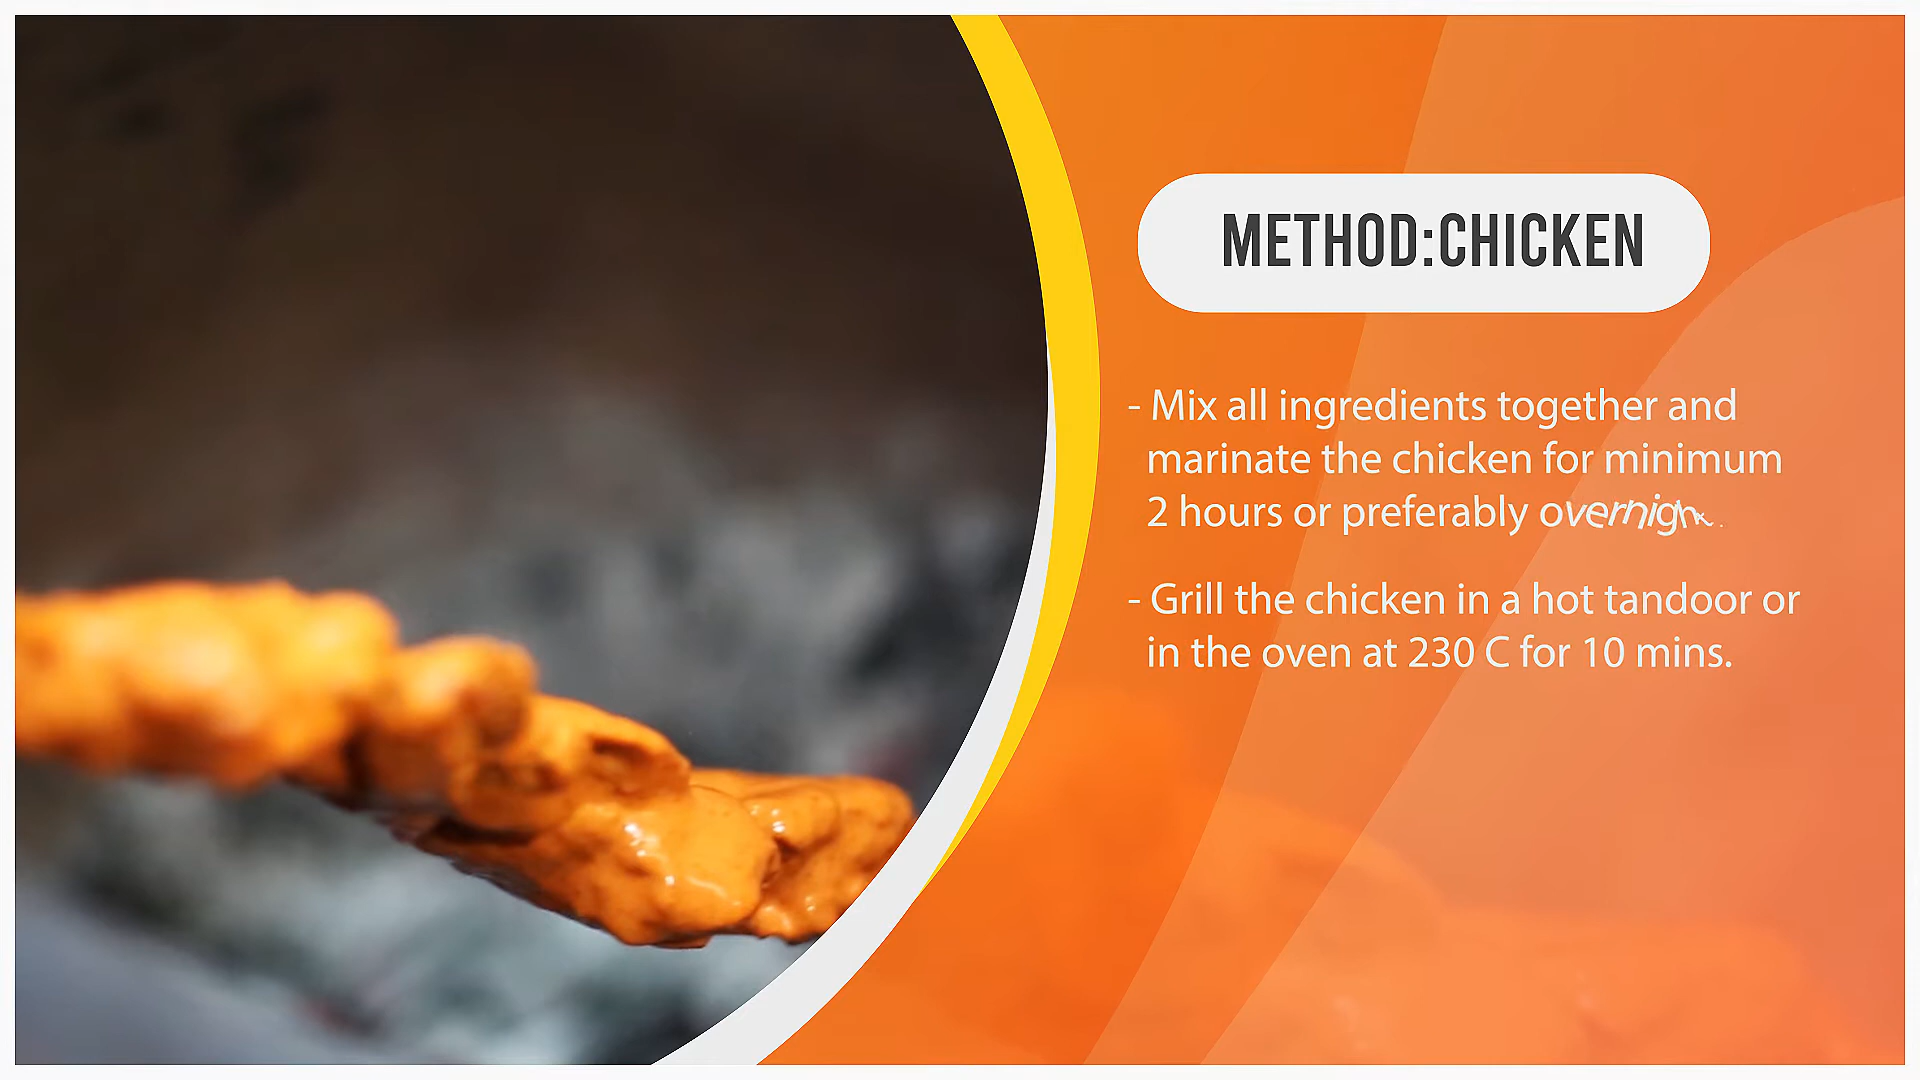 METHOD:CHICKEN
- Mix all ingredients together and
marinate the chicken for minimum
2 hours or preferably overnight.
- Grill the chicken in a hot tandoor or
in the oven at 230 C for 10 mins.